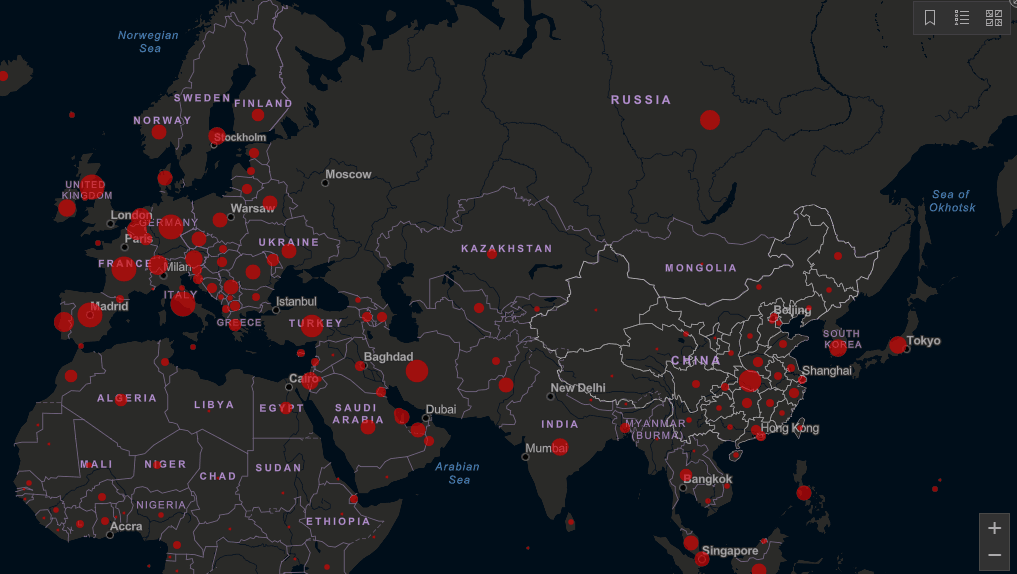 Norwegian
Sea
SWEDEN
FINLAND
NORWAY
Stockholm
RUSSIA
Moscow
UNITED
KINGDOM
Sea of
Okhotsk
London
Warsaw
GERMANY
Paris
UKRAINE
FRANCE
Milan
KAZAKHSTAN
MONGOLIA
ITALY
Madrid
Istanbul
GREECE
TURKEY
Beijing
SOUTH
KOREA
Tokyo
Baghdad
CHINA
Shanghai
Cairo
New Delhi
ALGERIA
LIBYA
EGYPT
SAUDI
ARABIA
Dubai
INDIA
MYANMAR
(BURMA)
Hong Kong
Mumbai
MALI
NIGER
CHAD
SUDAN
Arabian
Sea
Bangkok
NIGERIA
Accra
ETHIOPIA
Singapore
+
−